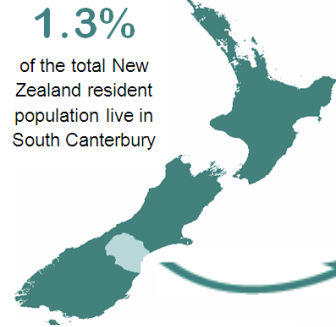 1.3%
of the total New
Zealand resident
population live in
South Canterbury